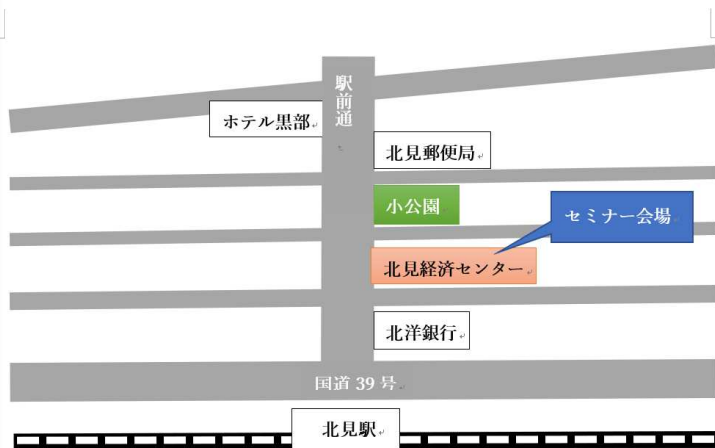 駅前通
ホテル黒部
北見郵便局
小公園
セミナー会場
北見経済センター
北洋銀行
国道 39 号
北見駅